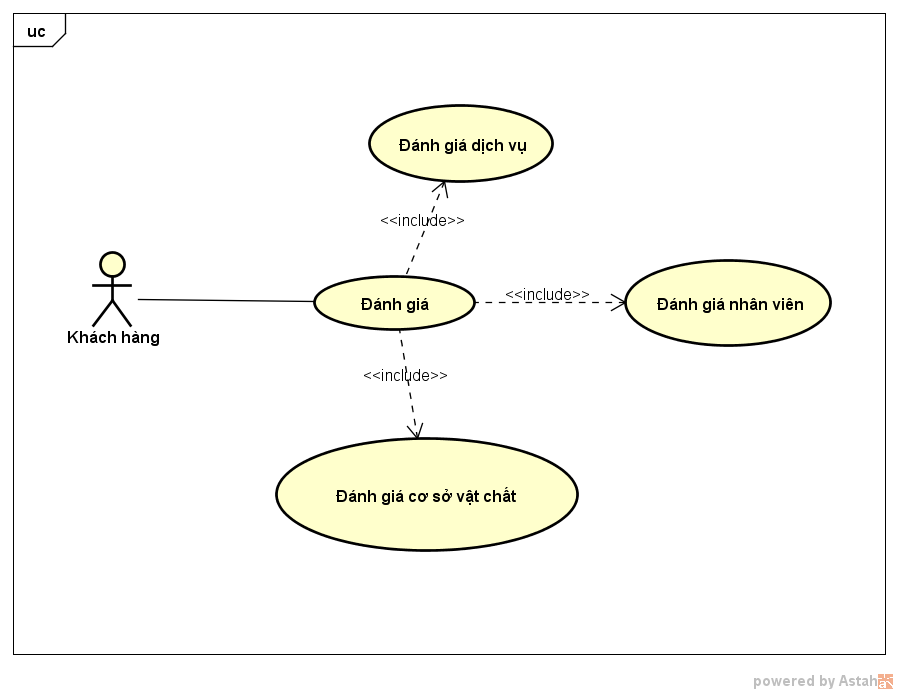 uc
Đánh giá dịch vụ
<<include>>
<<include>>
Đánh giá
Đánh giá nhân viên
Khách hàng
<<include>>
Đánh giá cơ sở vật chất
powered by Astah